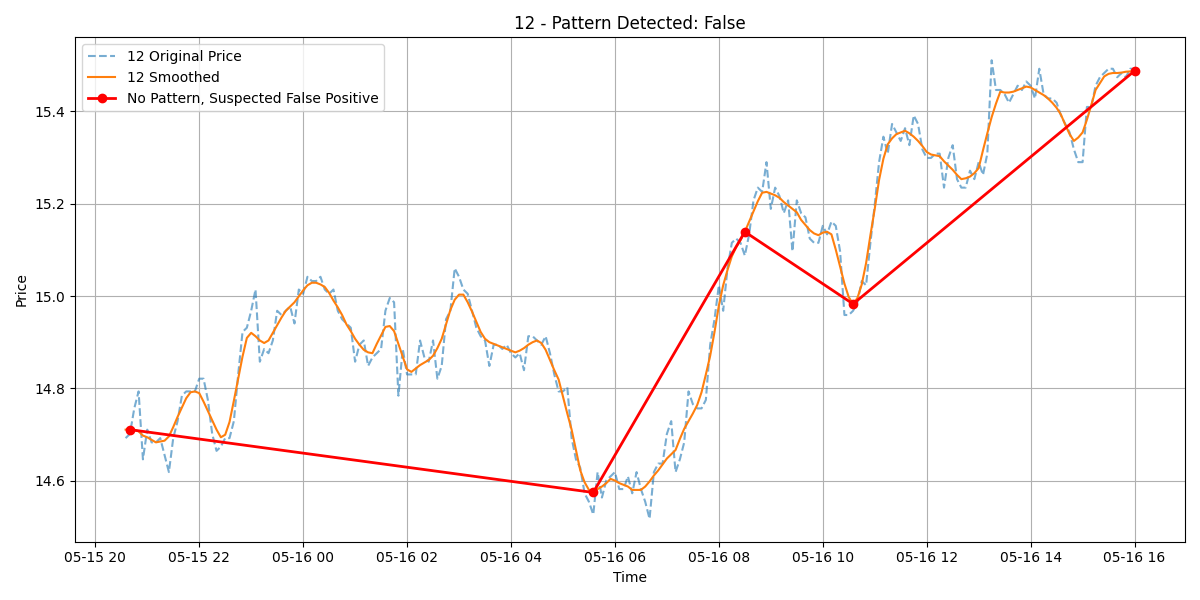 12 - Pattern Detected: False
12 Original Price
12 Smoothed
No Pattern, Suspected False Positive
Price
15.4
15.2
15.0
14.8
14.6
05-15 20 05-15 22 05-16 00 05-16 02 05-16 04 05-16 06 05-16 08 05-16 10 05-16 12 05-16 14 05-16 16
Time